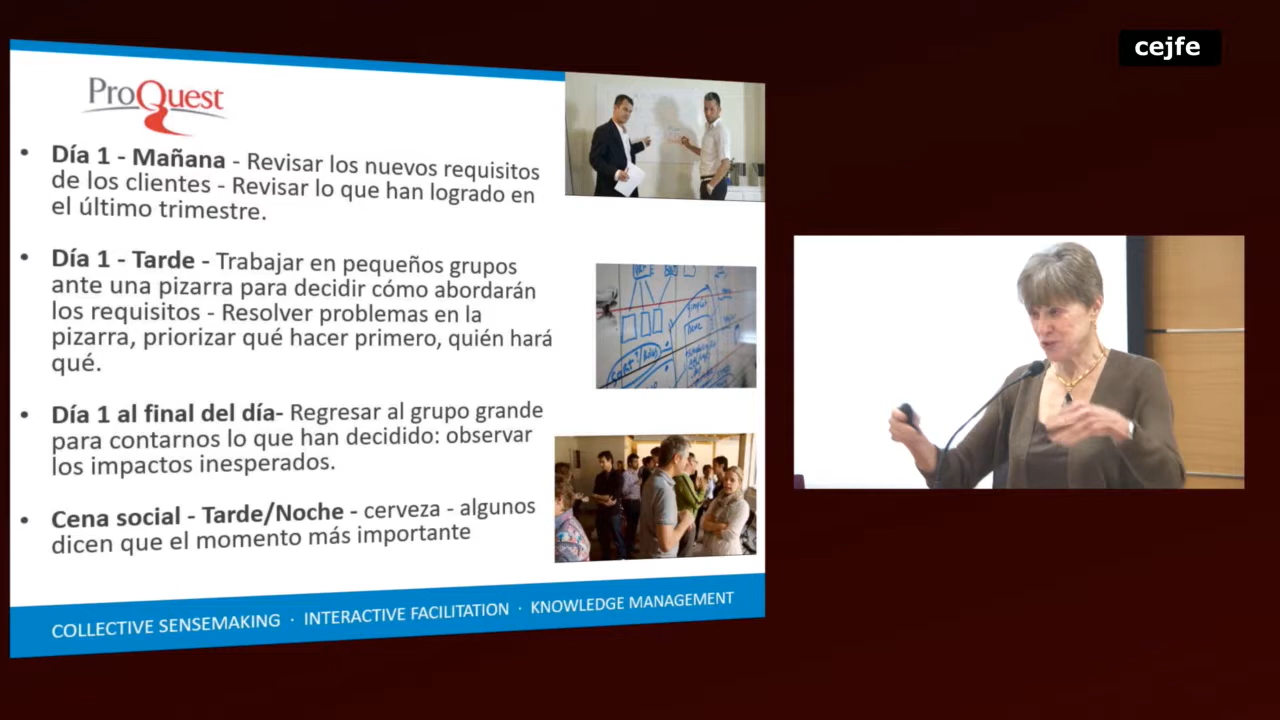 cejfe
ProQuest
• Día 1 - Mañana - Revisar los nuevos requisitos
de los clientes - Revisar lo que han logrado en
el último trimestre.
• Día 1 - Tarde - Trabajar en pequeños grupos
ante una pizarra para decidir cómo abordarán
los requisitos - Resolver problemas en la
pizarra, priorizar qué hacer primero, quién hará
qué.
• Día 1 al final del día- Regresar al grupo grande
para contarnos lo que han decidido: observar
los impactos inesperados.
• Cena social - Tarde/Noche - cerveza - algunos
dicen que el momento más importante
COLLECTIVE SENSEMAKING · INTERACTIVE FACILITATION · KNOWLEDGE MANAGEMENT